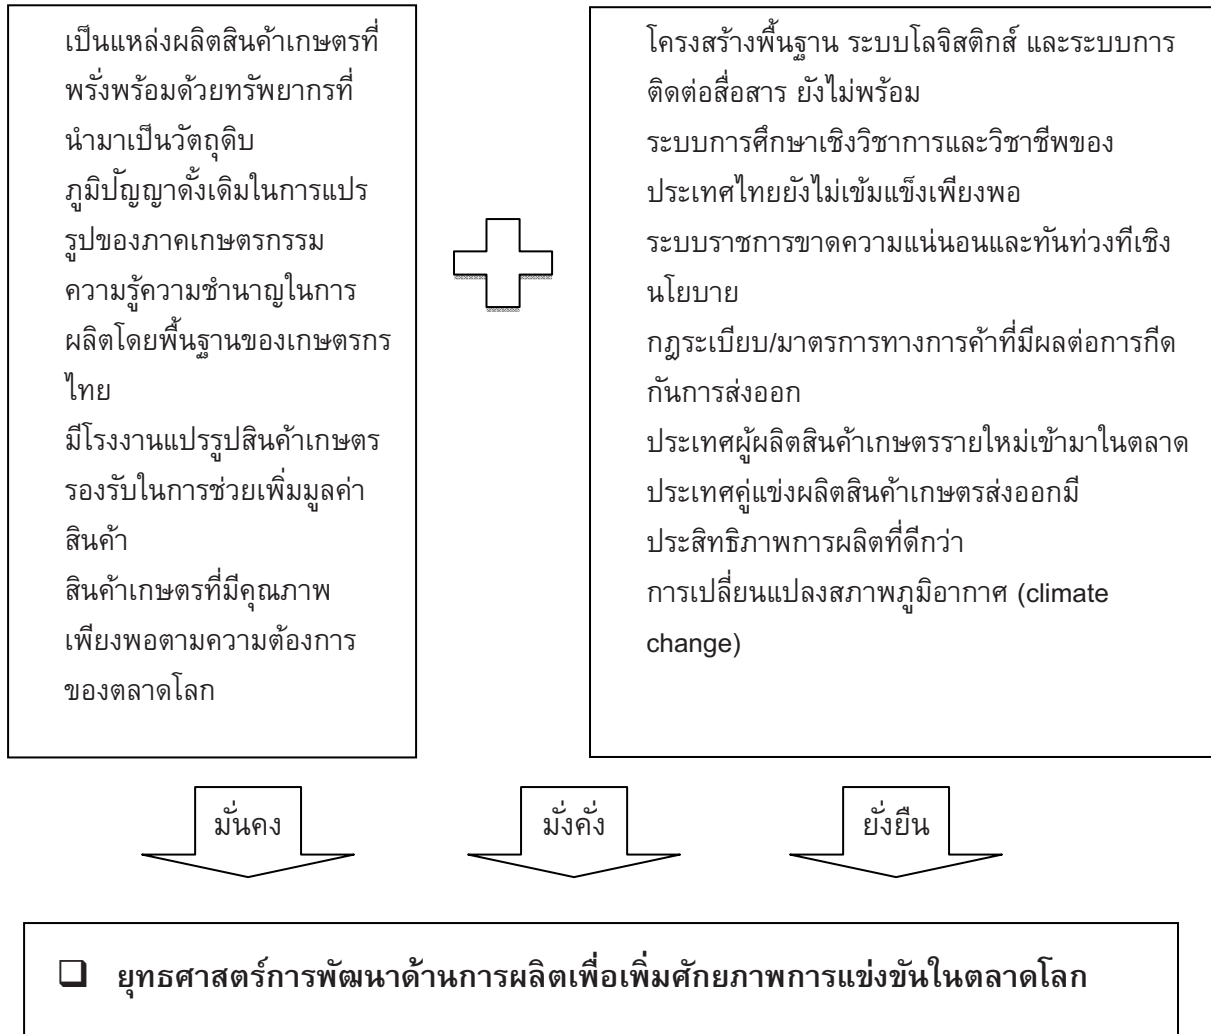 เป็นแหล่งผลิตสินค้าเกษตรที่
พรั่งพร้อมด้วยทรัพยากรที่
นำมาเป็นวัตถุดิบ
ภูมิปัญญาดั้งเดิมในการแปร
รูปของภาคเกษตรกรรม
ความรู้ความชำนาญในการ
ผลิตโดยพื้นฐานของเกษตรกร
ไทย
มีโรงงานแปรรูปสินค้าเกษตร
รองรับในการช่วยเพิ่มมูลค่า
สินค้า
สินค้าเกษตรที่มีคุณภาพ
เพียงพอตามความต้องการ
ของตลาดโลก
โครงสร้างพื้นฐาน ระบบโลจิสติกส์ และระบบการ
ติดต่อสื่อสาร ยังไม่พร้อม
ระบบการศึกษาเชิงวิชาการและวิชาชีพของ
ประเทศไทยยังไม่เข้มแข็งเพียงพอ
ระบบราชการขาดความแน่นอนและทันท่วงทีเชิง
นโยบาย
กฎระเบียบ/มาตรการทางการค้าที่มีผลต่อการกีด
กันการส่งออก
ประเทศผู้ผลิตสินค้าเกษตรรายใหม่เข้ามาในตลาด
ประเทศคู่แข่งผลิตสินค้าเกษตรส่งออกมี
ประสิทธิภาพการผลิตที่ดีกว่า
การเปลี่ยนแปลงสภาพภูมิอากาศ (climate
change)
มั่นคง
มั่งคั่ง
ยั่งยืน
❑ ยุทธศาสตร์การพัฒนาด้านการผลิตเพื่อเพิ่มศักยภาพการแข่งขันในตลาดโลก